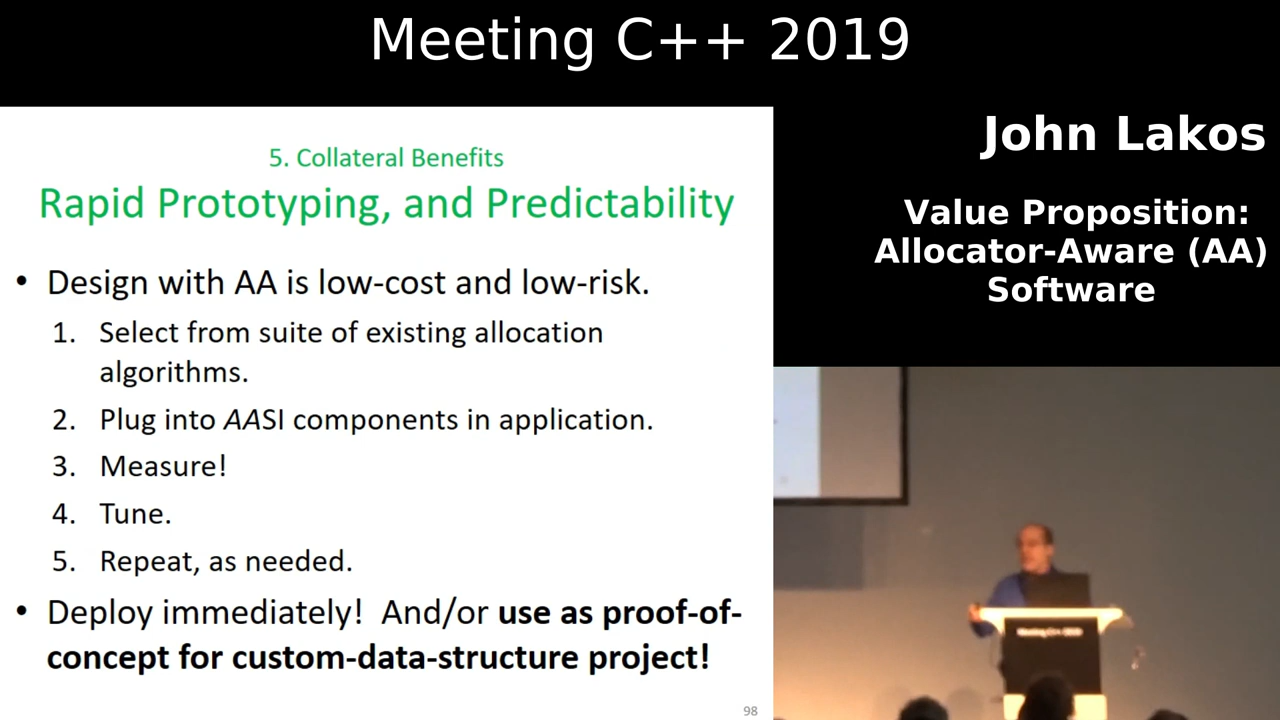 Meeting C++ 2019
5. Collateral Benefits
Rapid Prototyping, and Predictability
• Design with AA is low-cost and low-risk.
1. Select from suite of existing allocation
algorithms.
2. Plug into AASI components in application.
3. Measure!
4. Tune.
5. Repeat, as needed.
• Deploy immediately! And/or use as proof-of-
concept for custom-data-structure project!
98
John Lakos
Value Proposition:
Allocator-Aware (AA)
Software
Meeting C++ 2019